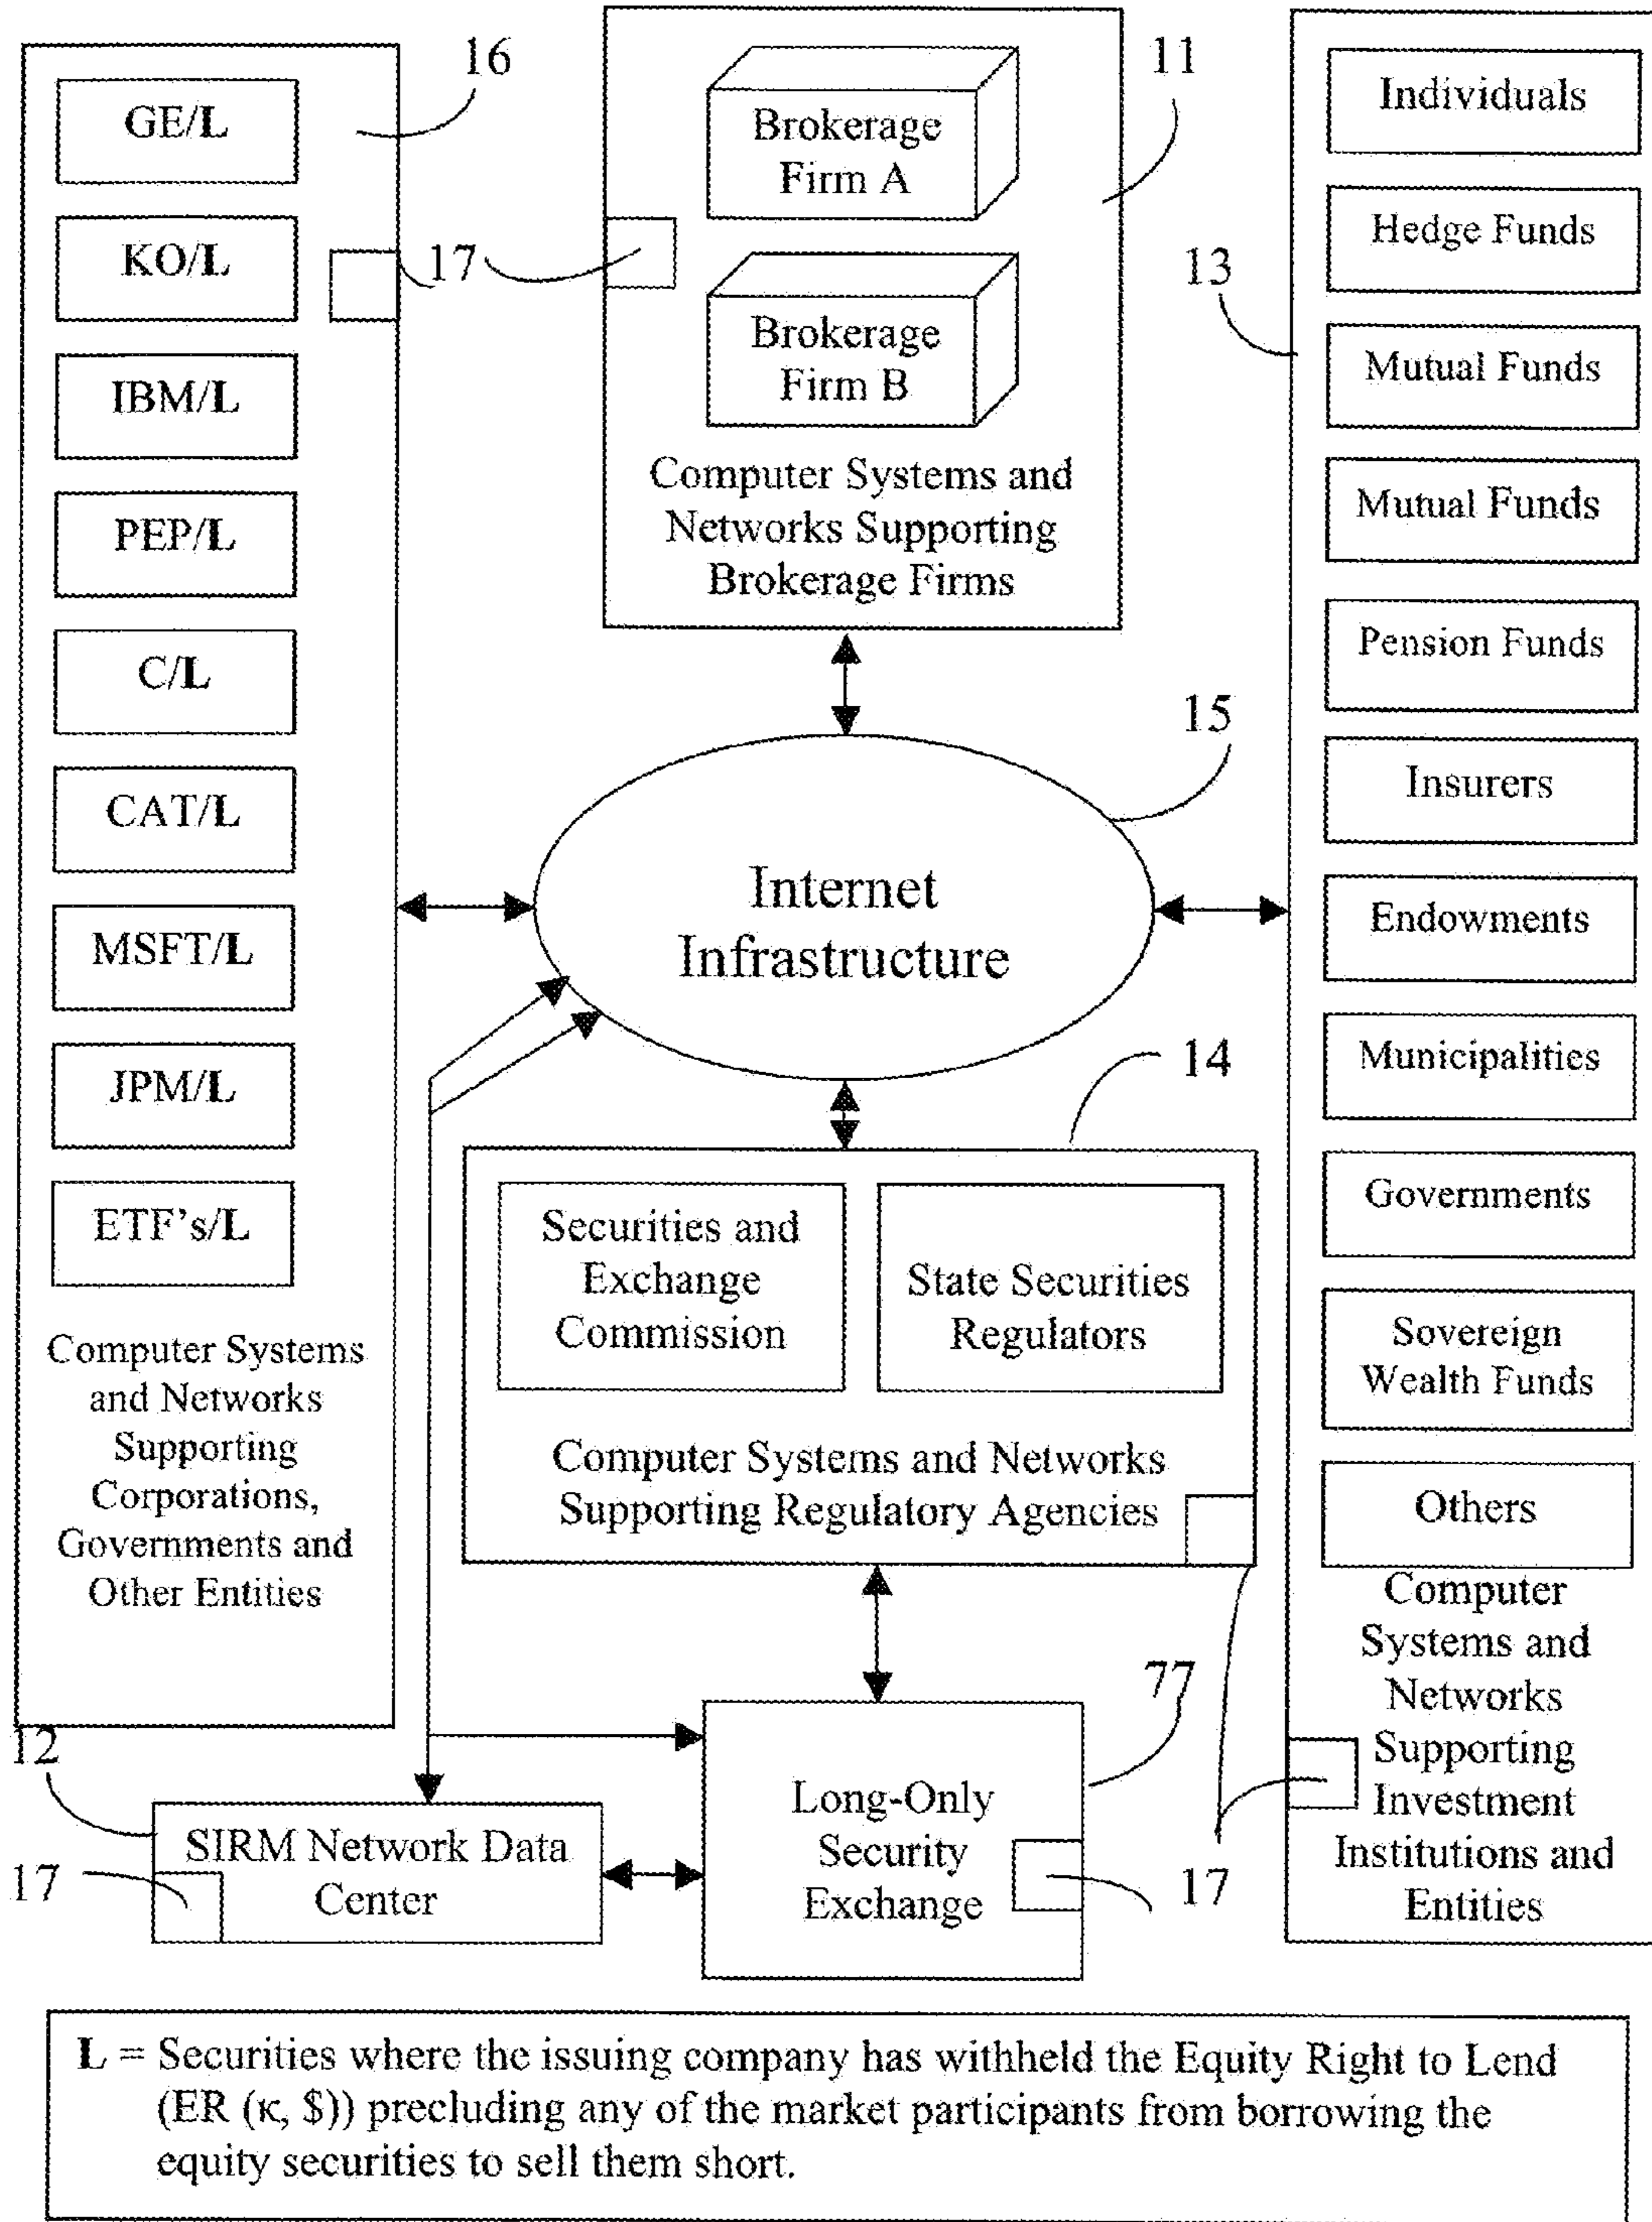 16
GE/L
KO/L
17
IBM/L
PEP/L
C/L
CAT/L
MSFT/L
JPM/L
ETF's/L
Computer Systems
and Networks
Supporting
Corporations,
Governments and
Other Entities
11
Brokerage
Firm A
Brokerage
Firm B
Computer Systems and
Networks Supporting
Brokerage Firms
15
Internet
Infrastructure
14
Securities and
Exchange
Commission
State Securities
Regulators
Computer Systems and Networks
Supporting Regulatory Agencies
13
Individuals
Hedge Funds
Mutual Funds
Mutual Funds
Pension Funds
Insurers
Endowments
Municipalities
Governments
Sovereign
Wealth Funds
Others
Computer
Systems and
Networks
Supporting
Investment
Institutions and
Entities
12
SIRM Network Data
Center
17
77
Long-Only
Security
Exchange
17
L = Securities where the issuing company has withheld the Equity Right to Lend
(ER (κ, $)) precluding any of the market participants from borrowing the
equity securities to sell them short.